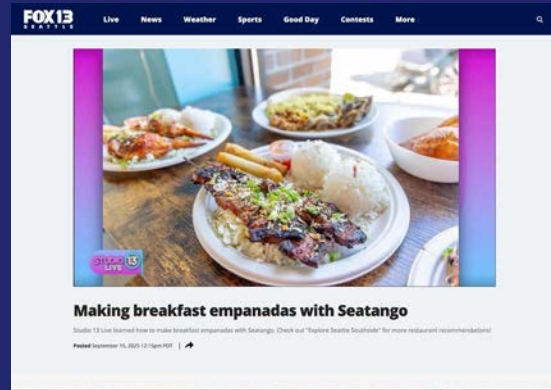 FOX 13
SEATTLE
Live News Weather Sports Good Day Contests More
STUDIO 13
LIVE
Making breakfast empanadas with Seatango
Studio 13 Live learned how to make breakfast empanadas with Seatango. Check out "Explore Seattle Southside" for more restaurant recommendations!
Posted September 15, 2025 12:15pm PDT |